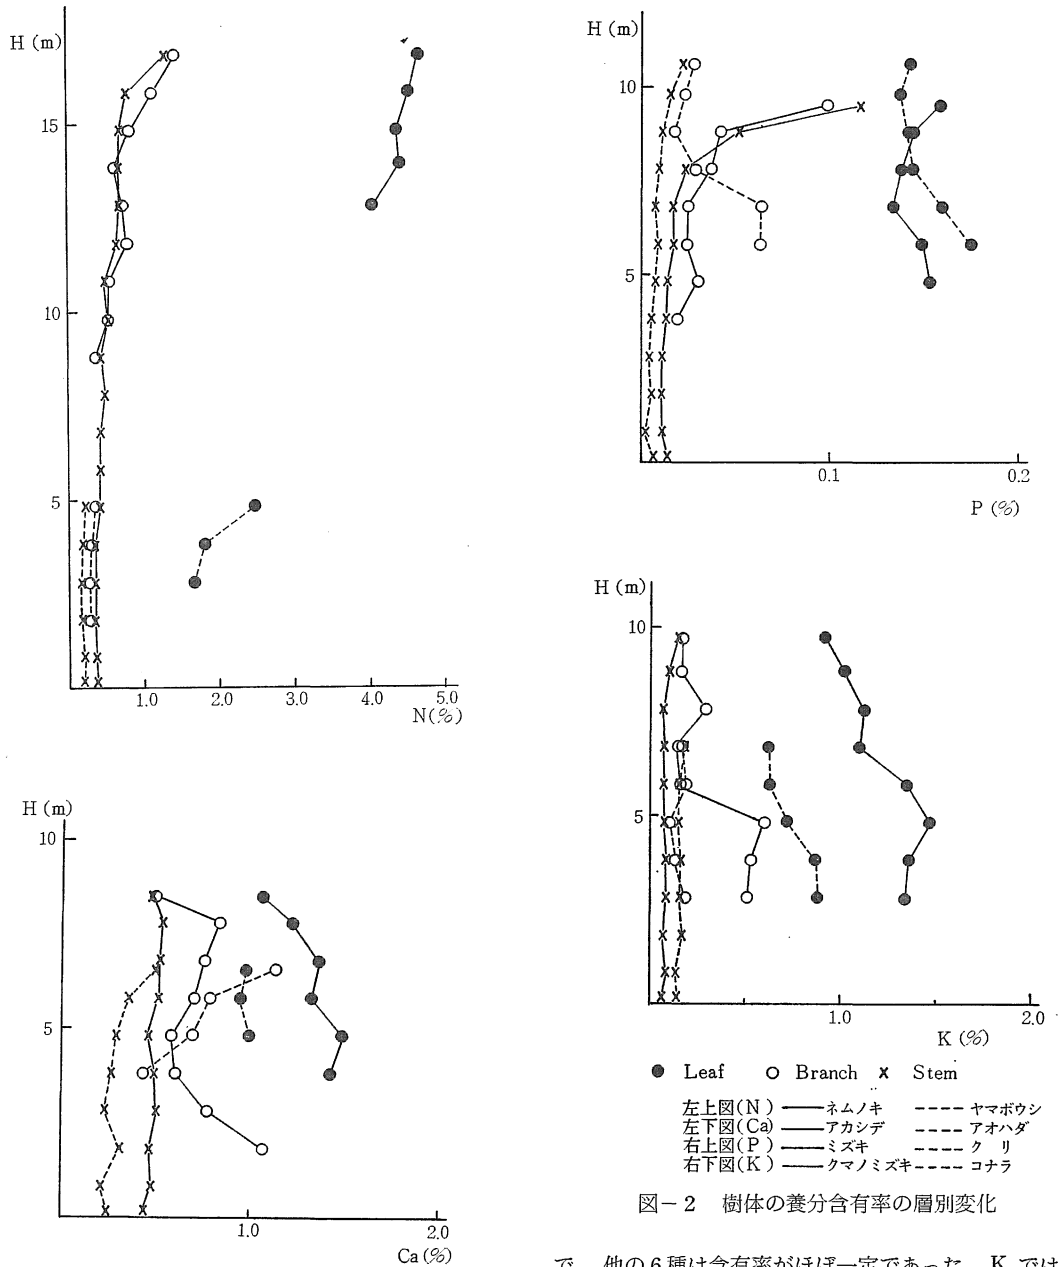 H (m)
15
10
5
1.0
2.0
3.0
4.0
5.0
N(%)
H (m)
10
5
0.1
0.2
P (%)
H (m)
10
5
1.0
2.0
Ca (%)
H (m)
10
5
1.0
2.0
K (%)
Leaf Branch Stem
左上図(N) ネムノキ ヤマボウシ
左下図(Ca) アカシデ アオハダ
右上図(P) ミズキ クリ
右下図(K) クマノミズキ コナラ
図-2 樹体の養分含有率の層別変化
で，他の6種は含有率がほぼ一定であった。 K では